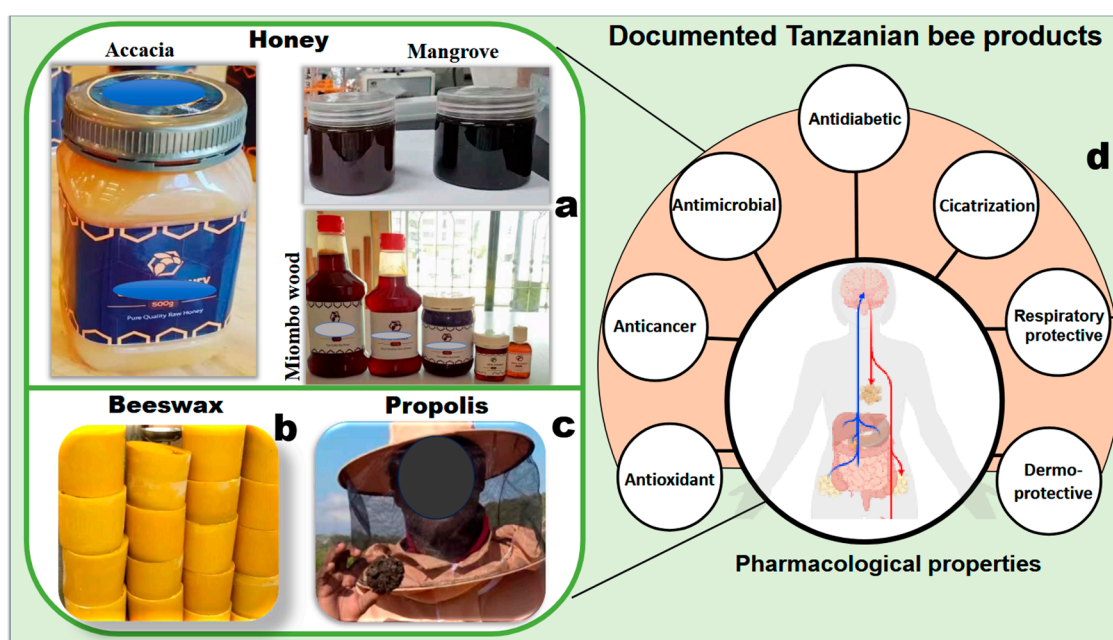 Documented Tanzanian bee products
Honey
Accacia
Mangrove
500g
Pure Quality Raw Honey
Miombo wood
a
Beeswax
b
Propolis
c
d
Antidiabetic
Antimicrobial
Cicatrization
Anticancer
Respiratory
protective
Antioxidant
Dermo-
protective
Pharmacological properties